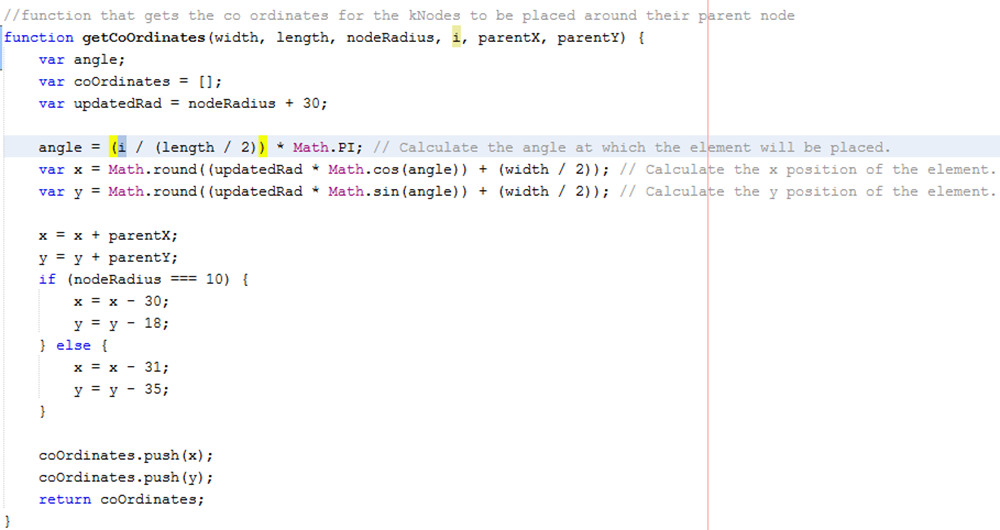 //function that gets the co ordinates for the kNodes to be placed around their parent node
function getCoOrdinates(width, length, nodeRadius, i, parentX, parentY) {
    var angle;
    var coOrdinates = [];
    var updatedRad = nodeRadius + 30;

    angle = (i / (length / 2)) * Math.PI; // Calculate the angle at which the element will be placed.
    var x = Math.round((updatedRad * Math.cos(angle)) + (width / 2)); // Calculate the x position of the element.
    var y = Math.round((updatedRad * Math.sin(angle)) + (width / 2)); // Calculate the y position of the element.

    x = x + parentX;
    y = y + parentY;
    if (nodeRadius === 10) {
        x = x - 30;
        y = y - 18;
    } else {
        x = x - 31;
        y = y - 35;
    }

    coOrdinates.push(x);
    coOrdinates.push(y);
    return coOrdinates;
}